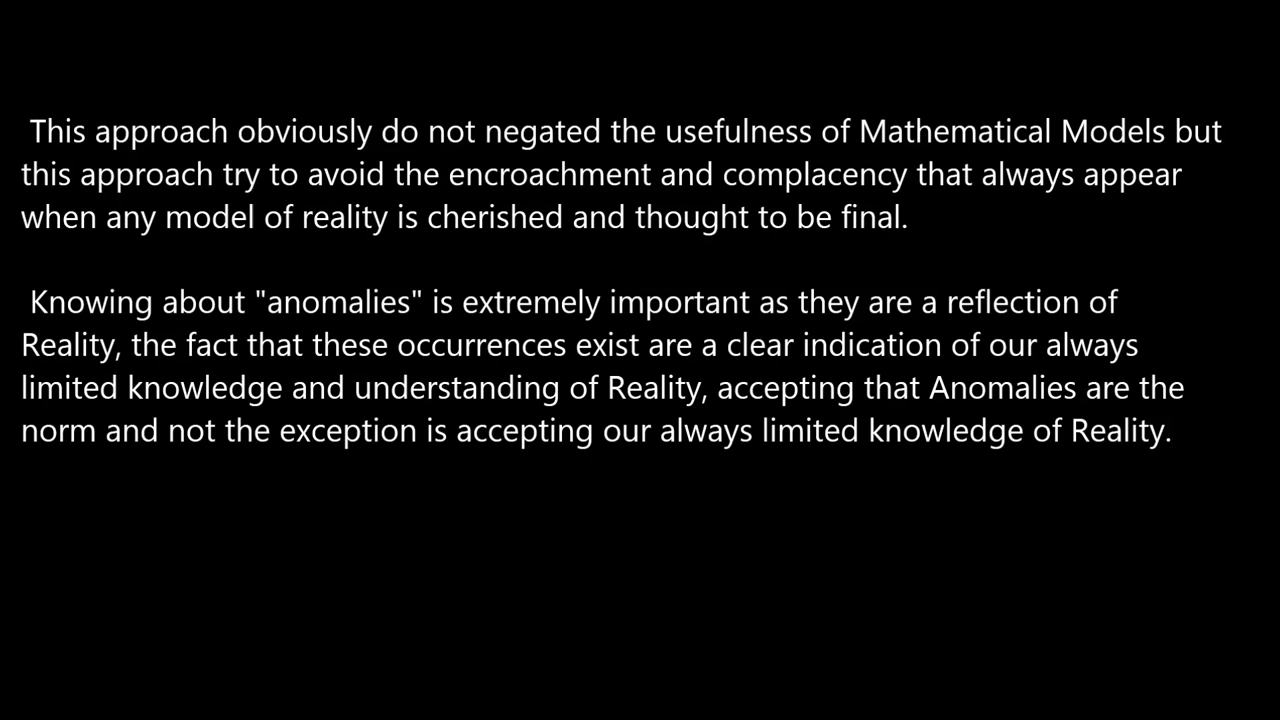 This approach obviously do not negated the usefulness of Mathematical Models but
this approach try to avoid the encroachment and complacency that always appear
when any model of reality is cherished and thought to be final.
Knowing about "anomalies" is extremely important as they are a reflection of
Reality, the fact that these occurrences exist are a clear indication of our always
limited knowledge and understanding of Reality, accepting that Anomalies are the
norm and not the exception is accepting our always limited knowledge of Reality.